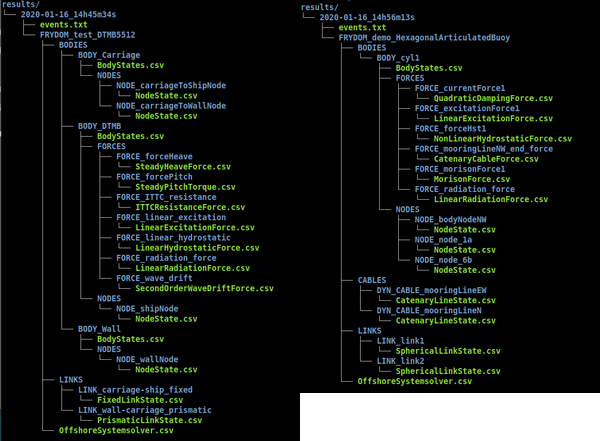 results/
└── 2020-01-16_14h45m34s
    ├── events.txt
    ├── FRYDOM_test_DTMB5512
    │   ├── BODIES
    │   │   ├── BODY_Carriage
    │   │   │   ├── BodyStates.csv
    │   │   │   └── NODES
    │   │   │       ├── NODE_carriageToShipNode
    │   │   │       │   └── NodeState.csv
    │   │   │       └── NODE_carriageToWallNode
    │   │   │           └── NodeState.csv
    │   │   ├── BODY_DTMB
    │   │   │   ├── BodyStates.csv
    │   │   │   ├── FORCES
    │   │   │   │   ├── FORCE_forceHeave
    │   │   │   │   │   └── SteadyHeaveForce.csv
    │   │   │   │   ├── FORCE_forcePitch
    │   │   │   │   │   └── SteadyPitchTorque.csv
    │   │   │   │   ├── FORCE_ITTC_resistance
    │   │   │   │   │   └── ITTCResistanceForce.csv
    │   │   │   │   ├── FORCE_linear_excitation
    │   │   │   │   │   └── LinearExcitationForce.csv
    │   │   │   │   ├── FORCE_linear_hydrostatic
    │   │   │   │   │   └── LinearHydrostaticForce.csv
    │   │   │   │   ├── FORCE_radiation_force
    │   │   │   │   │   └── LinearRadiationForce.csv
    │   │   │   │   └── FORCE_wave_drift
    │   │   │   │       └── SecondOrderWaveDriftForce.csv
    │   │   │   └── NODES
    │   │   │       └── NODE_shipNode
    │   │   │           └── NodeState.csv
    │   │   └── BODY_Wall
    │   │       ├── BodyStates.csv
    │   │       └── NODES
    │   │           └── NODE_wallNode
    │   │               └── NodeState.csv
    │   ├── LINKS
    │   │   ├── LINK_carriage-ship_fixed
    │   │   │   └── FixedLinkState.csv
    │   │   └── LINK_wall-carriage_prismatic
    │   │       └── PrismaticLinkState.csv
    │   └── OffshoreSystemsolver.csv
results/
└── 2020-01-16_14h56m13s
    ├── events.txt
    └── FRYDOM_demo_HexagonalArticulatedBuoy
        ├── BODIES
        │   └── BODY_cyl1
        │       ├── BodyStates.csv
        │       ├── FORCES
        │       │   ├── FORCE_currentForce1
        │       │   │   └── QuadraticDampingForce.csv
        │       │   ├── FORCE_excitationForce1
        │       │   │   └── LinearExcitationForce.csv
        │       │   ├── FORCE_forceHst1
        │       │   │   └── NonLinearHydrostaticForce.csv
        │       │   ├── FORCE_mooringLineNW_end_force
        │       │   │   └── CatenaryCableForce.csv
        │       │   ├── FORCE_morisonForce1
        │       │   │   └── MorisonForce.csv
        │       │   └── FORCE_radiation_force
        │       │       └── LinearRadiationForce.csv
        │       └── NODES
        │           ├── NODE_bodyNodeNW
        │           │   └── NodeState.csv
        │           ├── NODE_node_1a
        │           │   └── NodeState.csv
        │           └── NODE_node_6b
        │               └── NodeState.csv
        ├── CABLES
        │   ├── DYN_CABLE_mooringLineEW
        │   │   └── CatenaryLineState.csv
        │   └── DYN_CABLE_mooringLineN
        │       └── CatenaryLineState.csv
        ├── LINKS
        │   ├── LINK_link1
        │   │   └── SphericalLinkState.csv
        │   └── LINK_link2
        │       └── SphericalLinkState.csv
        └── OffshoreSystemsolver.csv